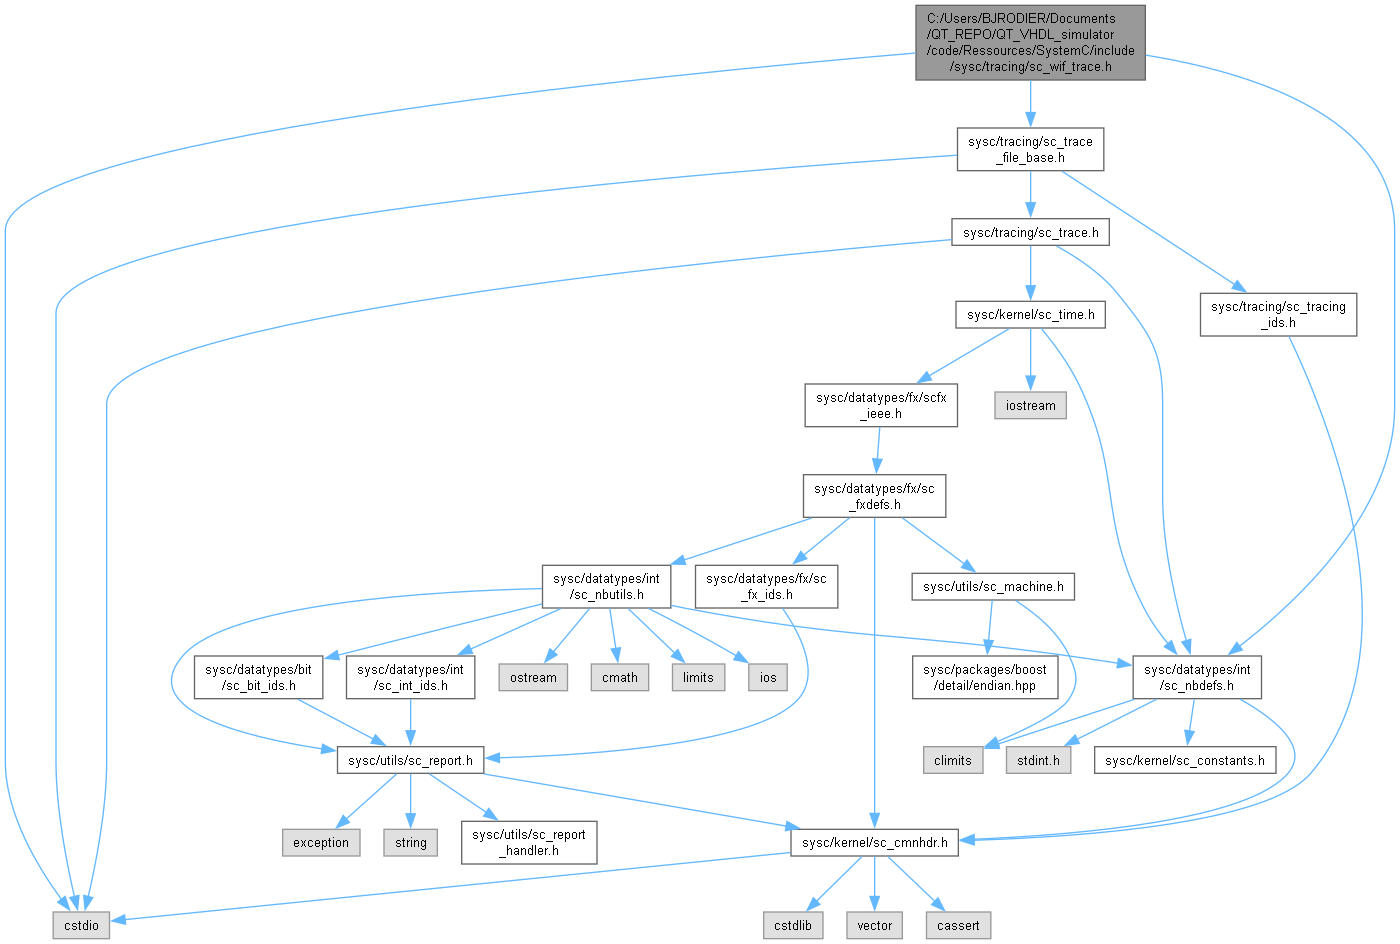 C:/Users/BJRODIER/Documents
/QT_REPO/QT_VHDL_simulator
/code/Ressources/SystemC/include
/sysc/tracing/sc_wif_trace.h
sysc/tracing/sc_trace
_file_base.h
sysc/tracing/sc_trace.h
sysc/tracing/sc_tracing
_ids.h
sysc/kernel/sc_time.h
sysc/datatypes/fx/scfx
_ieee.h
iostream
sysc/datatypes/fx/sc
_fxdefs.h
sysc/datatypes/int
/sc_nbutils.h
sysc/datatypes/fx/sc
_fx_ids.h
sysc/utils/sc_machine.h
sysc/datatypes/bit
/sc_bit_ids.h
sysc/datatypes/int
/sc_int_ids.h
ostream
cmath
limits
ios
sysc/packages/boost
/detail/endian.hpp
sysc/datatypes/int
/sc_nbdefs.h
sysc/utils/sc_report.h
climits
stdint.h
sysc/kernel/sc_constants.h
exception
string
sysc/utils/sc_report
_handler.h
sysc/kernel/sc_cmnhdr.h
cstdio
cstdlib
vector
cassert